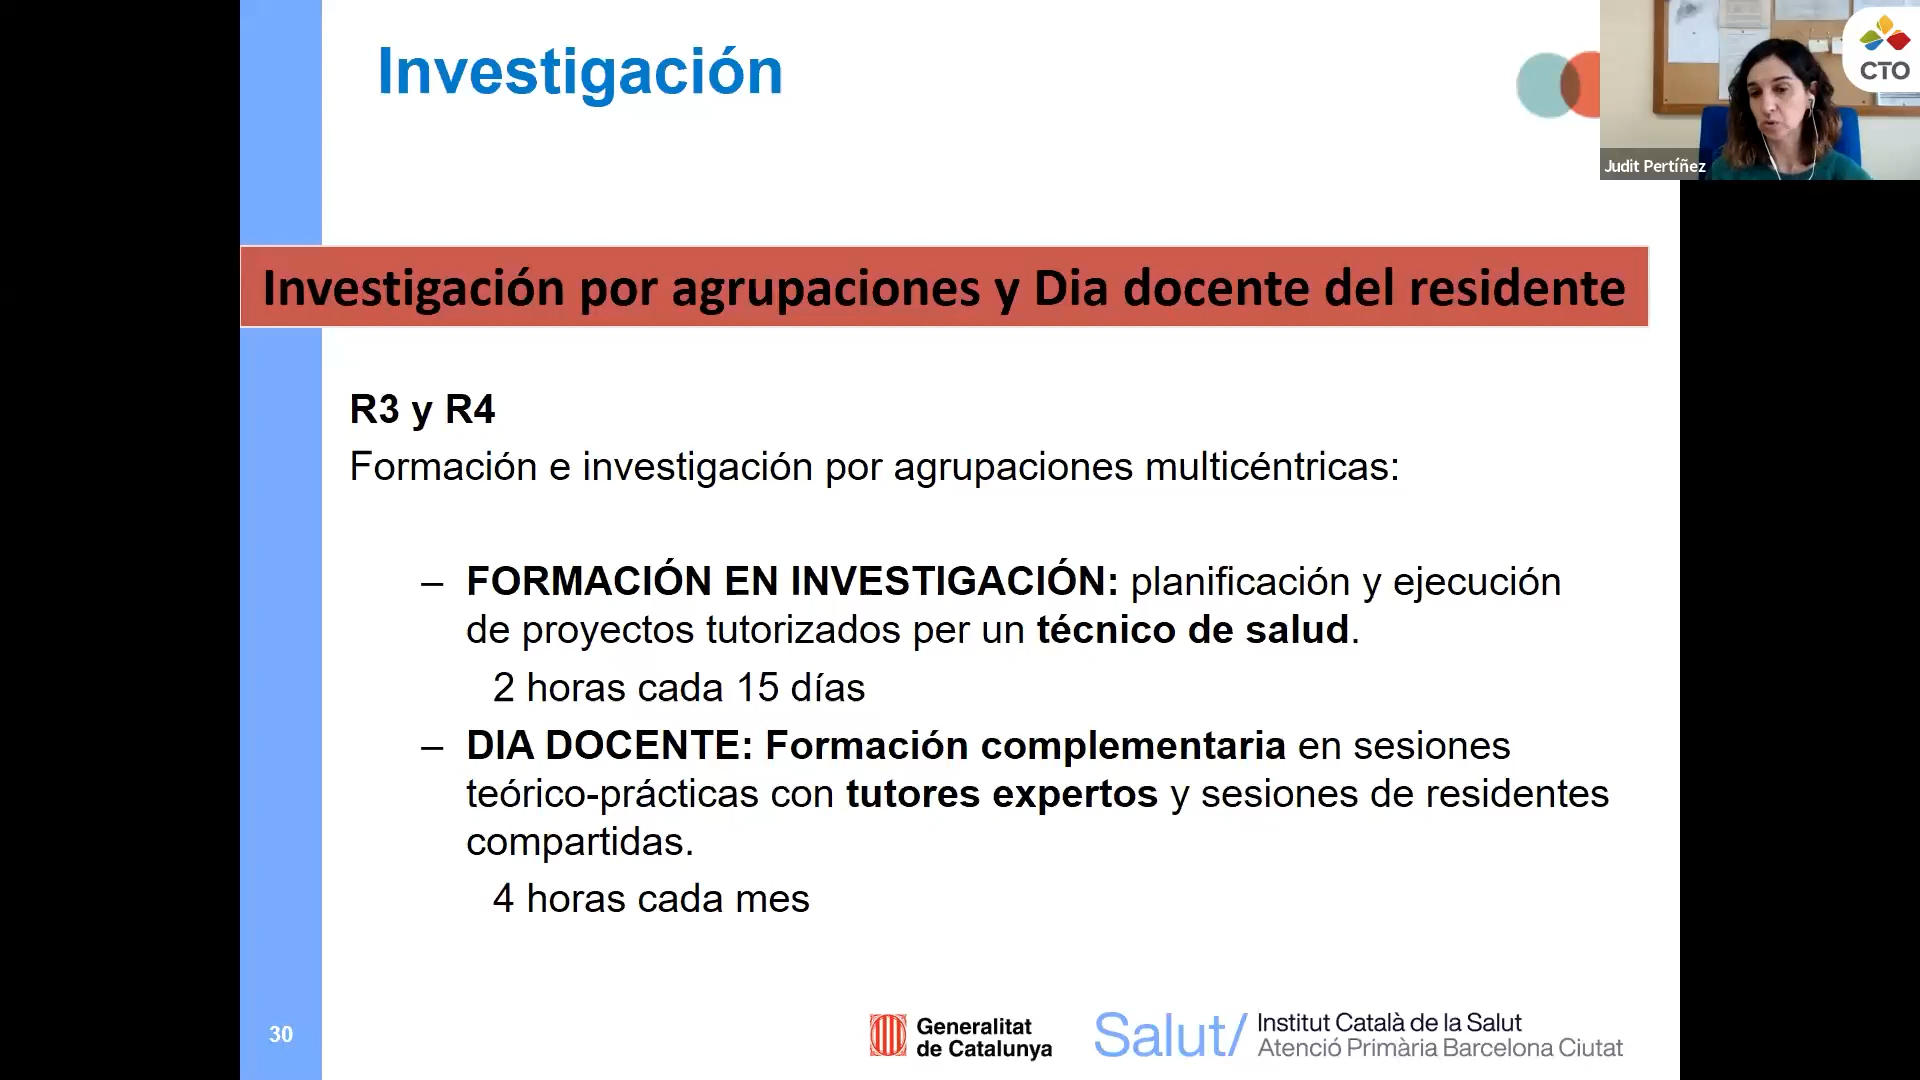 Investigación
CTO
Judit Pertíñez
Investigación por agrupaciones y Dia docente del residente
R3 y R4
Formación e investigación por agrupaciones multicéntricas:
– FORMACIÓN EN INVESTIGACIÓN: planificación y ejecución
de proyectos tutorizados per un técnico de salud.
2 horas cada 15 días
– DIA DOCENTE: Formación complementaria en sesiones
teórico-prácticas con tutores expertos y sesiones de residentes
compartidas.
4 horas cada mes
30
Generalitat
de Catalunya
Salut/
Institut Català de la Salut
Atenció Primària Barcelona Ciutat